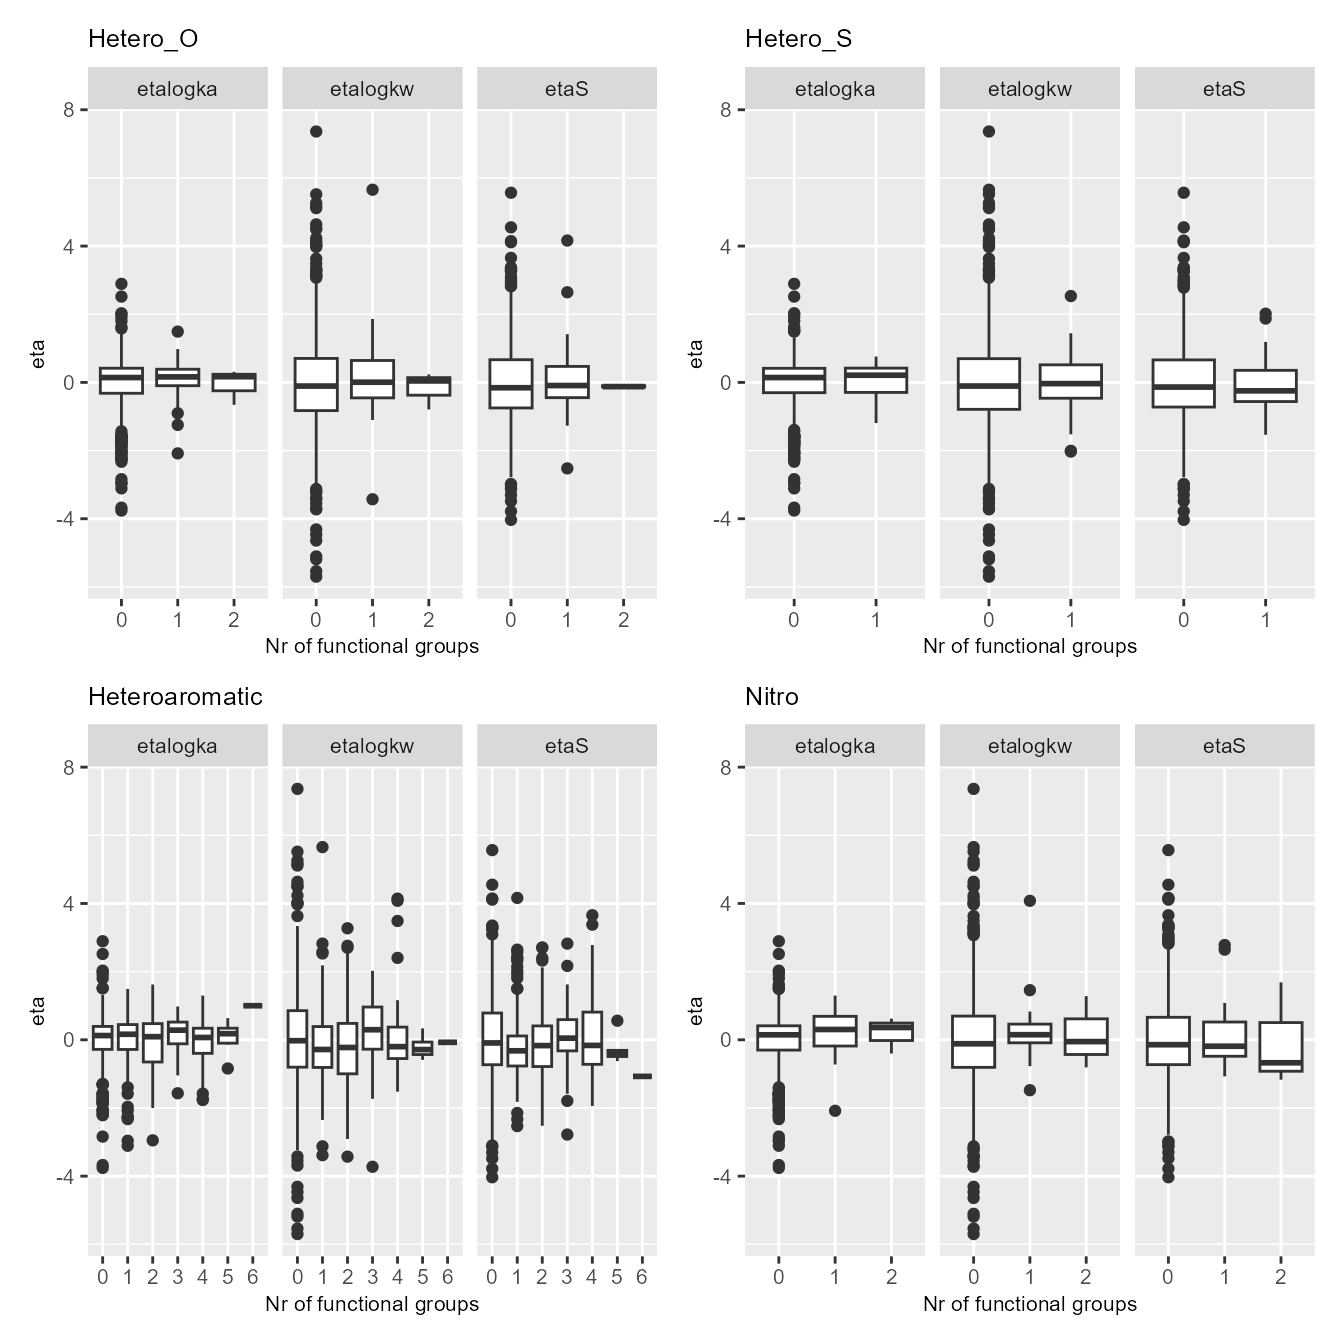 Hetero_O
etalogka etalogkw etaS
8
4
0
-4
eta
0 1 2 0 1 2 0 1 2
Nr of functional groups
Hetero_S
etalogka etalogkw etaS
8
4
0
-4
eta
0 1 0 1 0 1
Nr of functional groups
Heteroaromatic
etalogka etalogkw etaS
8
4
0
-4
eta
0 1 2 3 4 5 6 0 1 2 3 4 5 6 0 1 2 3 4 5 6
Nr of functional groups
Nitro
etalogka etalogkw etaS
8
4
0
-4
eta
0 1 2 0 1 2 0 1 2
Nr of functional groups